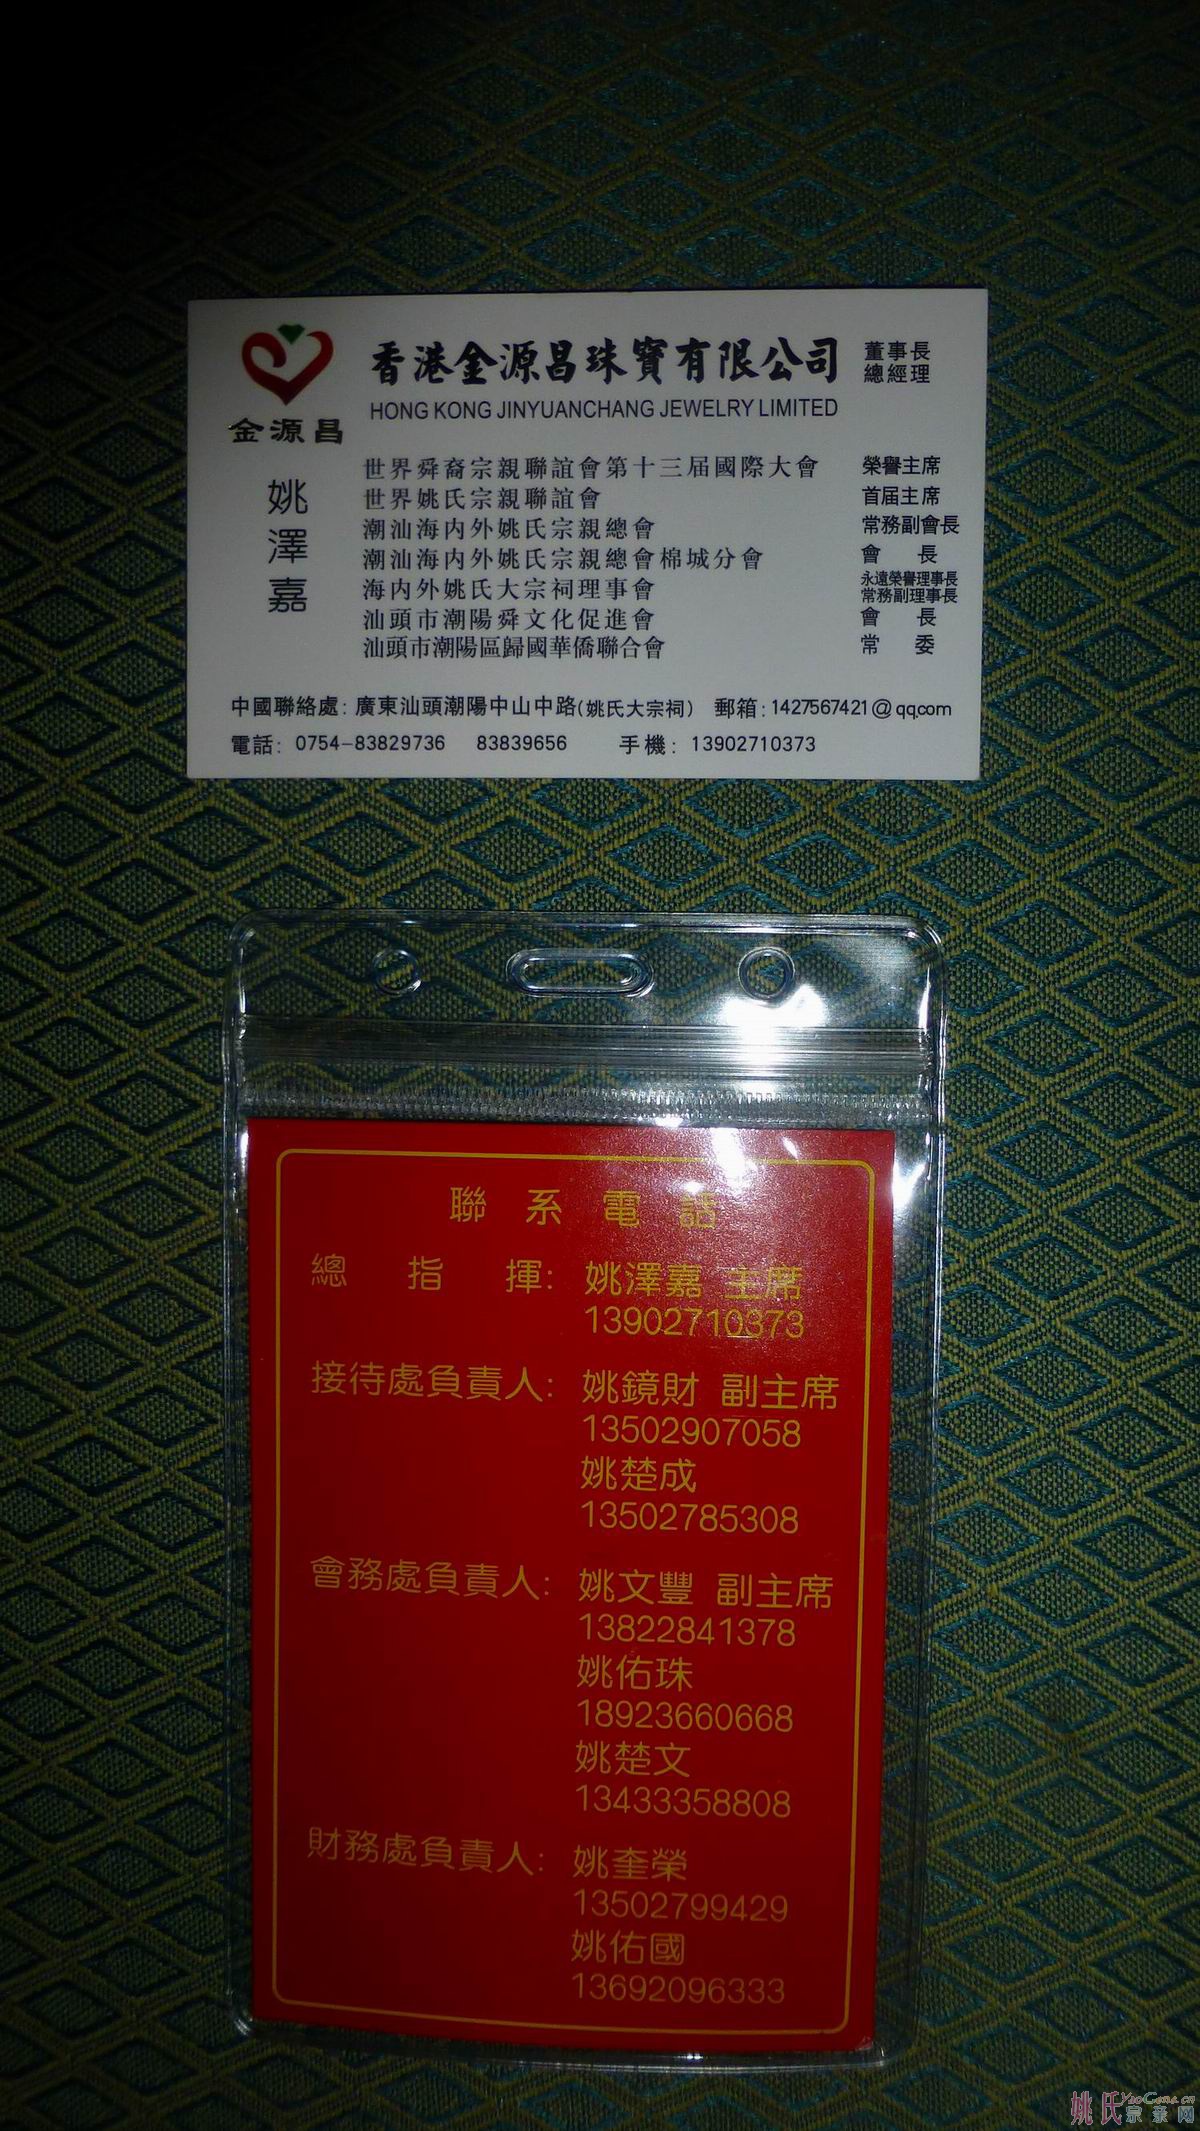 香港金源昌珠寶有限公司 董事長
總經理
HONG KONG JINYUANCHANG JEWELRY LIMITED
金源昌
姚澤嘉
世界舜裔宗親聯誼會第十三届國際大會 榮譽主席
世界姚氏宗親聯誼會 首届主席
潮汕海内外姚氏宗親總會 常務副會長
潮汕海内外姚氏宗親總會棉城分會 會長
海内外姚氏大宗祠理事會 永遠榮譽理事長
常務副理事長
汕頭市潮陽舜文化促進會 會長
汕頭市潮陽區歸國華僑聯合會 常委
中國聯絡處: 廣東汕頭潮陽中山中路(姚氏大宗祠) 郵箱:1427567421@qq.com
電話: 0754-83829736 83839656 手機: 13902710373
聯系電話
總指揮: 姚澤嘉 主席
13902710373
接待處負責人: 姚鏡財 副主席
13502907058
姚楚成
13502785308
會務處負責人: 姚文豐 副主席
13822841378
姚佑珠
18923660668
姚楚文
13433358808
財務處負責人: 姚奎榮
13502799429
姚佑國
13692096333
姚氏宗亲网
YaoGens.cn